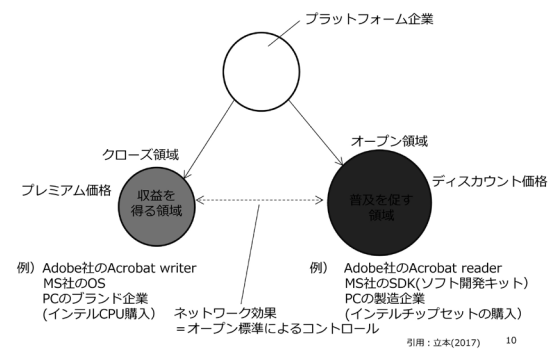 プラットフォーム企業
クローズ領域
オープン領域
プレミアム価格
ディスカウント価格
収益を
得る領域
普及を促す
領域
例）Adobe社のAcrobat writer
MS社のOS
PCのブランド企業
(インテルCPU購入)
例）Adobe社のAcrobat reader
MS社のSDK(ソフト開発キット）
PCの製造企業
(インテルチップセットの購入)
ネットワーク効果
＝オープン標準によるコントロール
引用：立本(2017)
10